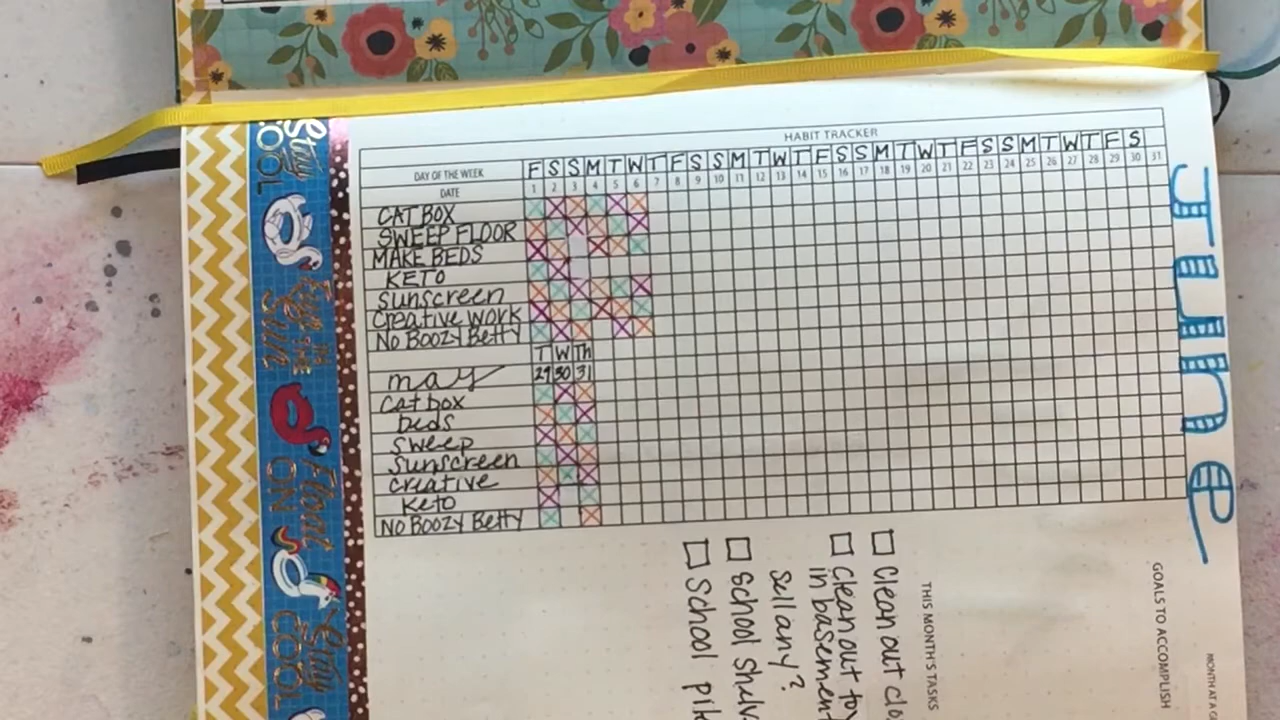 HABIT TRACKER
DAY OF THE WEEK F S S M T W T F S S M T W T F S S M T W T F S S M T W T F S
DATE 1 2 3 4 5 6 7 8 9 10 11 12 13 14 15 16 17 18 19 20 21 22 23 24 25 26 27 28 29 30 31
CAT BOX
SWEEP FLOOR
MAKE BEDS
KETO
sunscreen
creative work
NO BOOZY BETTY
T W Th
may 29 30 31
Cat box
beds
sweep
sunscreen
creative
Keto
NO BOOZY BETTY
JUNE
GOALS TO ACCOMPLISH
THIS MONTH'S TASKS
Clean out
Clean out
in basement
sell any?
School
School
Stay
COOL
Float
ON
Stay
COOL